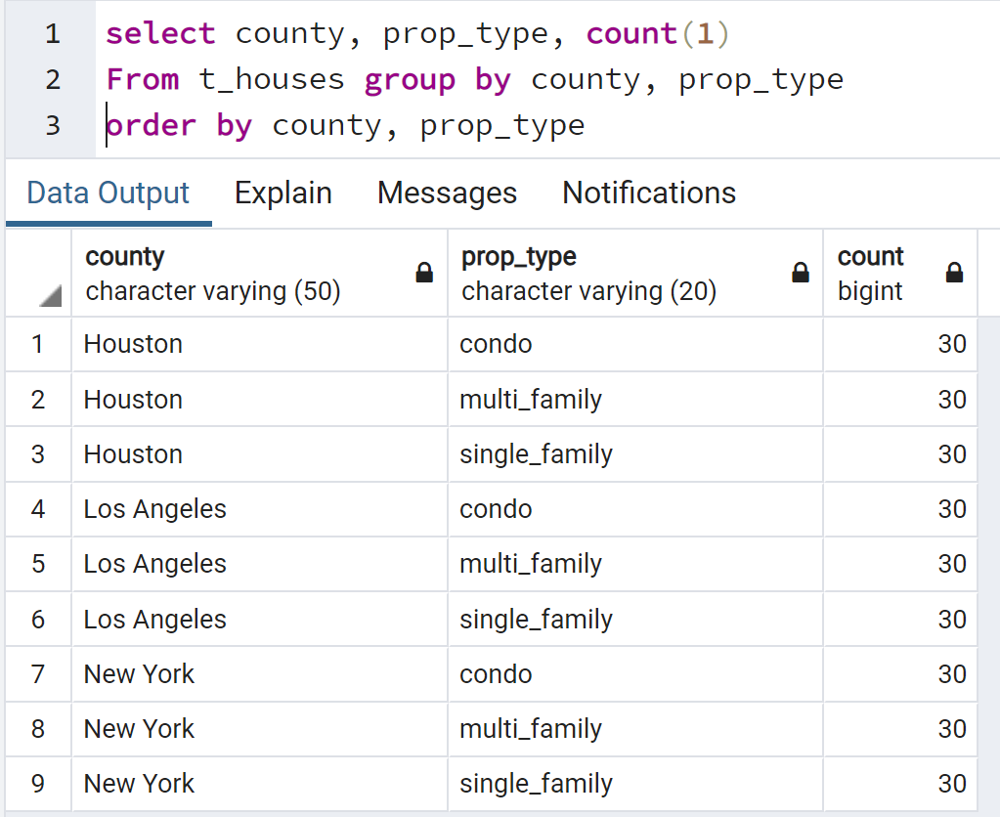 1 select county, prop_type, count(1)
2 From t_houses group by county, prop_type
3 order by county, prop_type
Data Output Explain Messages Notifications
county prop_type count
character varying (50) character varying (20) bigint
1 Houston condo 30
2 Houston multi_family 30
3 Houston single_family 30
4 Los Angeles condo 30
5 Los Angeles multi_family 30
6 Los Angeles single_family 30
7 New York condo 30
8 New York multi_family 30
9 New York single_family 30